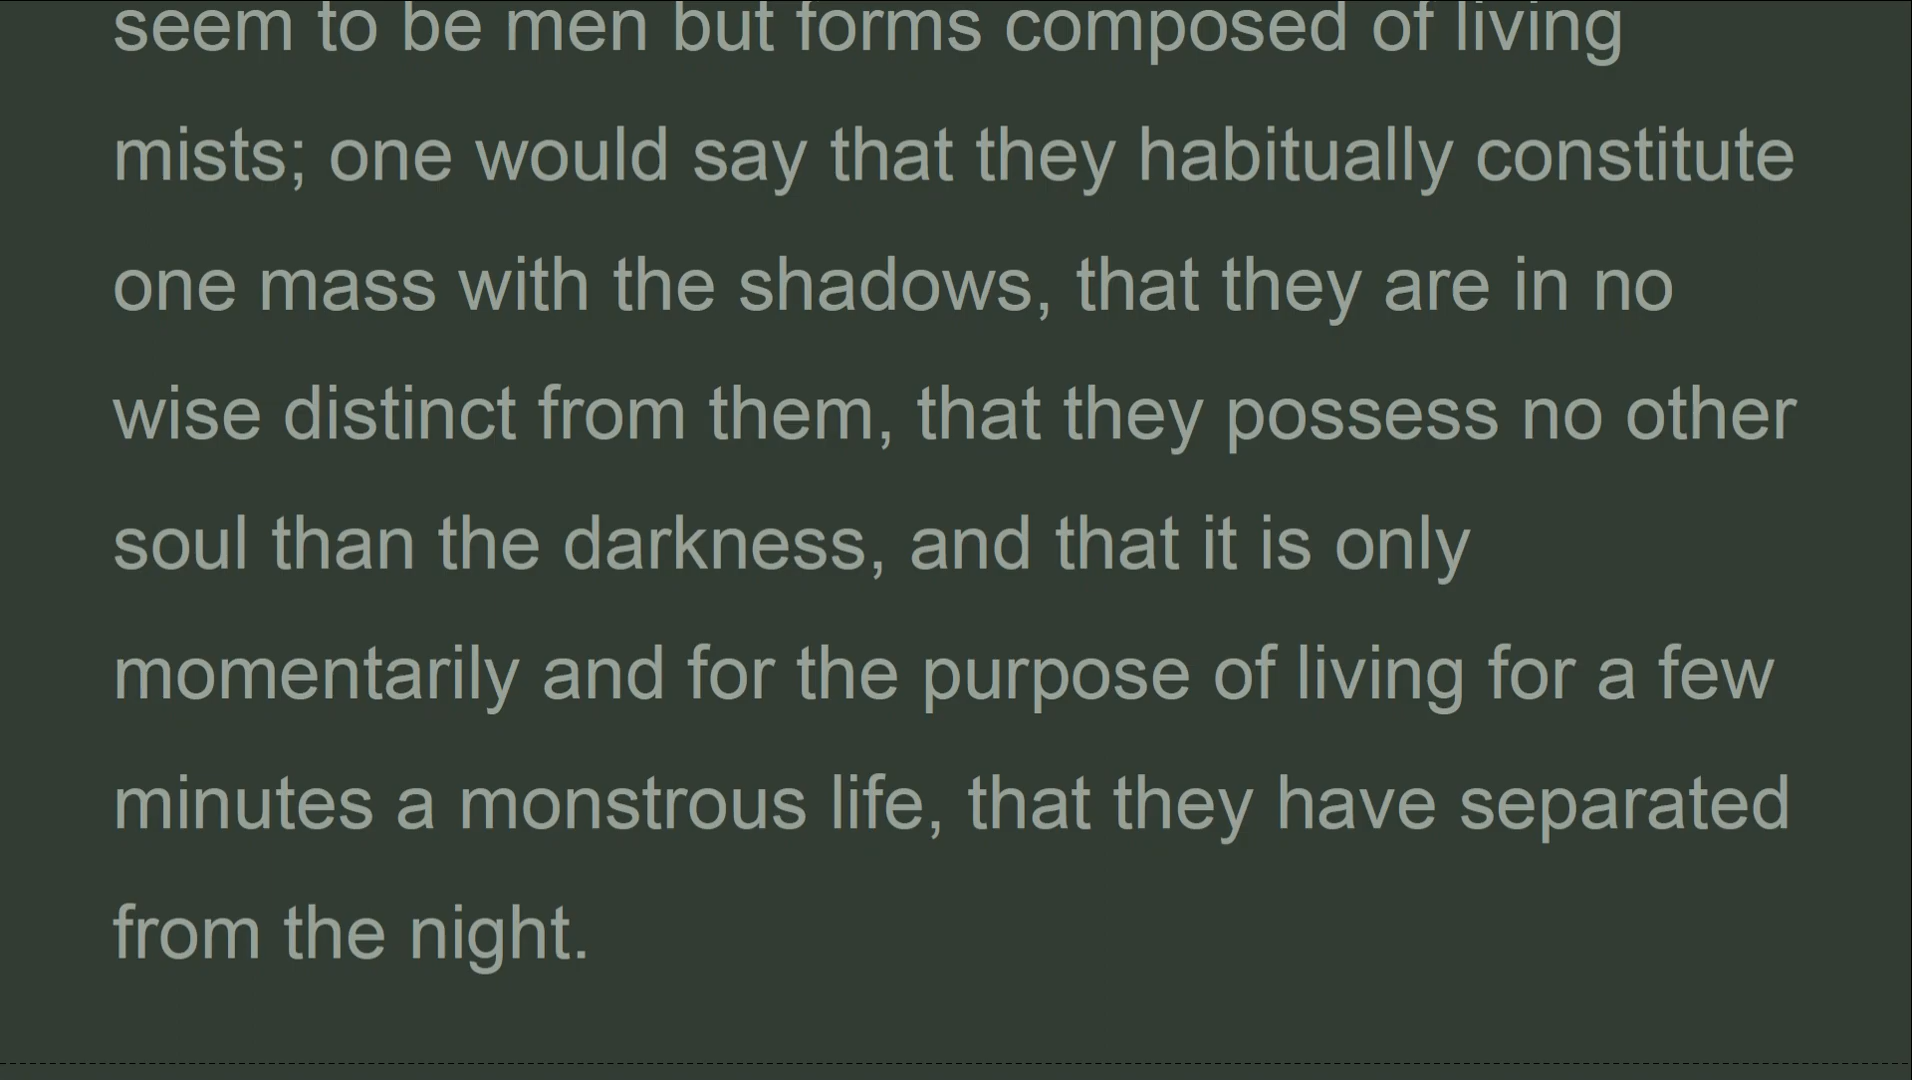 seem to be men but forms composed of living
mists; one would say that they habitually constitute
one mass with the shadows, that they are in no
wise distinct from them, that they possess no other
soul than the darkness, and that it is only
momentarily and for the purpose of living for a few
minutes a monstrous life, that they have separated
from the night.